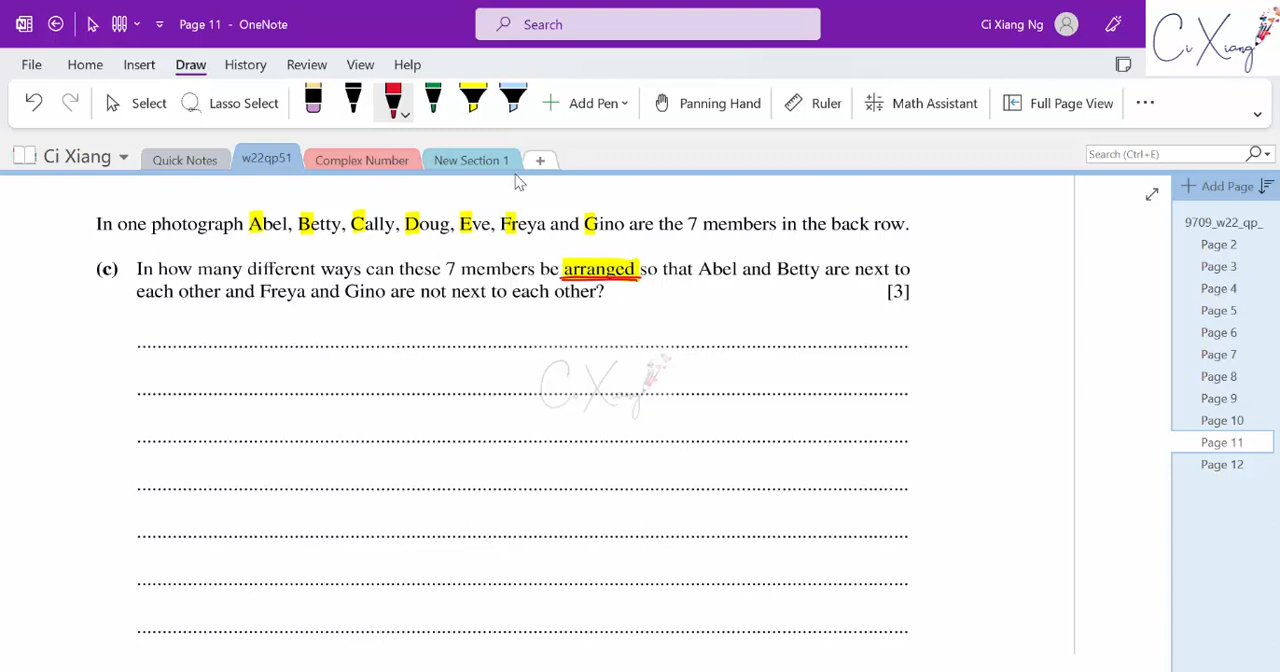 Page 11 - OneNote
Search
Ci Xiang Ng
Ci Xiang
File Home Insert Draw History Review View Help
Select Lasso Select Add Pen Panning Hand Ruler Math Assistant Full Page View ...
Ci Xiang Quick Notes w22qp51 Complex Number New Section 1 + Search (Ctrl+E)
In one photograph Abel, Betty, Cally, Doug, Eve, Freya and Gino are the 7 members in the back row.
(c) In how many different ways can these 7 members be arranged so that Abel and Betty are next to
each other and Freya and Gino are not next to each other? [3]
Ci Xiang
Add Page
9709_w22_qp_
Page 2
Page 3
Page 4
Page 5
Page 6
Page 7
Page 8
Page 9
Page 10
Page 11
Page 12